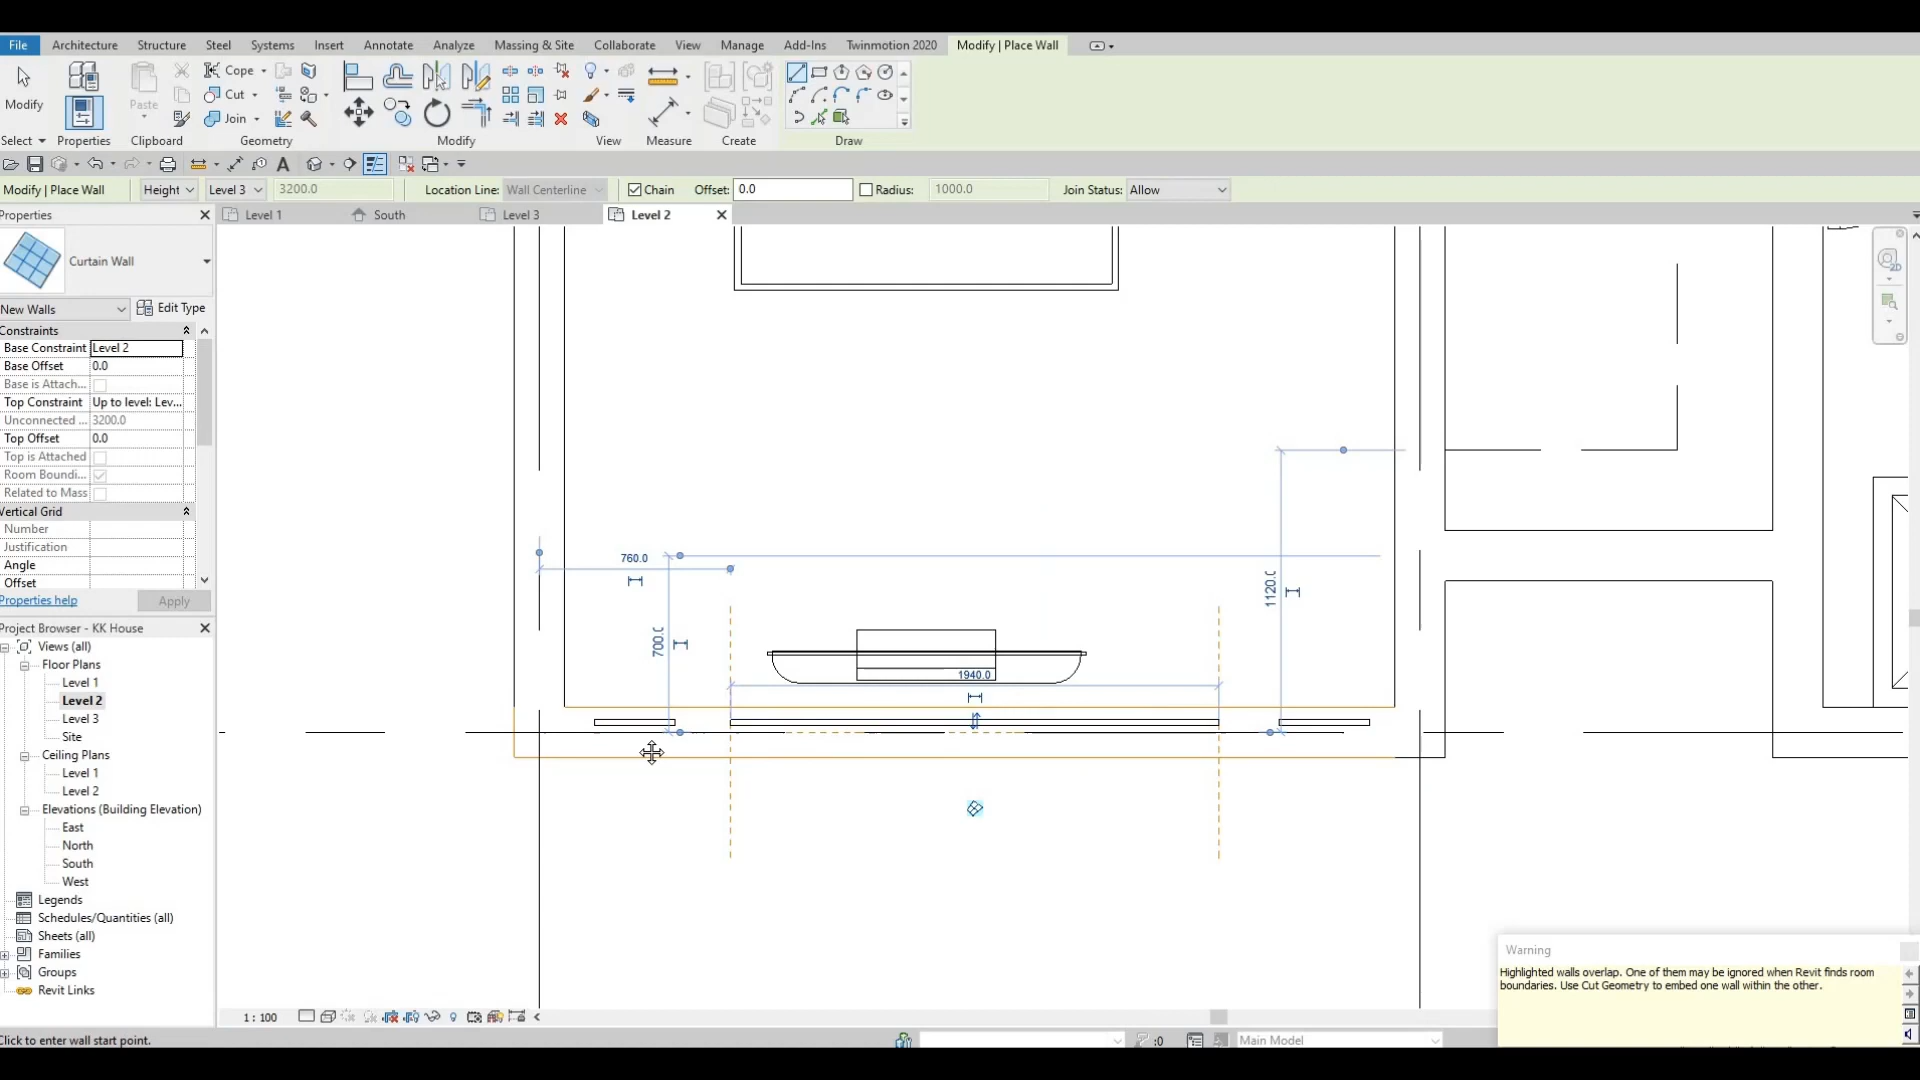 File Architecture Structure Steel Systems Insert Annotate Analyze Massing & Site Collaborate View Manage Add-Ins Twinmotion 2020 Modify | Place Wall
Modify Paste Cope Cut Join
Select Properties Clipboard Geometry Modify View Measure Create Draw
Modify | Place Wall Height Level 3 3200.0 Location Line: Wall Centerline Chain Offset: 0.0 Radius: 1000.0 Join Status: Allow
Properties
Level 1 South Level 3 Level 2
Curtain Wall
New Walls Edit Type
Constraints
Base Constraint Level 2
Base Offset 0.0
Base is Attach...
Top Constraint Up to level: Lev...
Unconnected ... 3200.0
Top Offset 0.0
Top is Attached
Room Boundi...
Related to Mass
Vertical Grid
Number
Justification
Angle
Offset
Properties help Apply
Project Browser - KK House
Views (all)
Floor Plans
Level 1
Level 2
Level 3
Site
Ceiling Plans
Level 1
Level 2
Elevations (Building Elevation)
East
North
South
West
Legends
Schedules/Quantities (all)
Sheets (all)
Families
Groups
Revit Links
760.0
700.0
1120.0
1940.0
2D
Warning
Highlighted walls overlap. One of them may be ignored when Revit finds room
boundaries. Use Cut Geometry to embed one wall within the other.
1 : 100
Click to enter wall start point. :0 Main Model